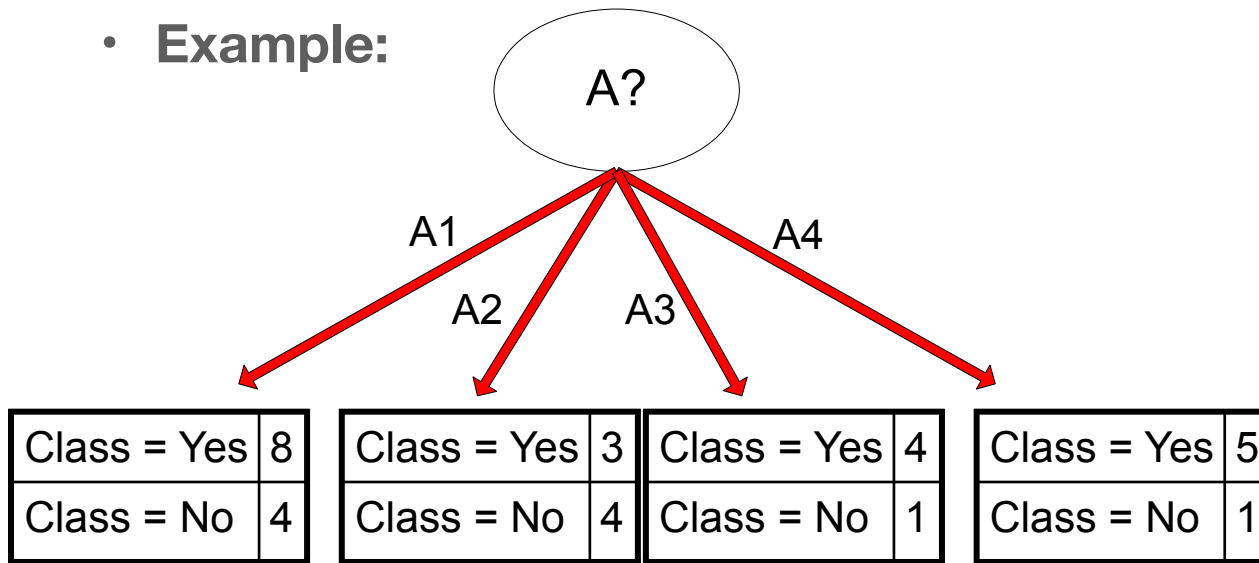 • Example:
A?
A1
A4
A2
A3
Class = Yes 8
Class = No 4
Class = Yes 3
Class = No 4
Class = Yes 4
Class = No 1
Class = Yes 5
Class = No 1